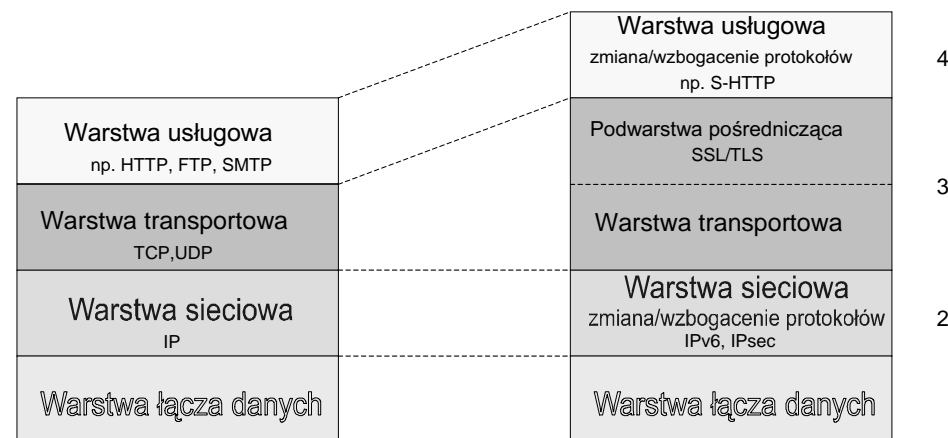 Warstwa usługowa
np. HTTP, FTP, SMTP
Warstwa transportowa
TCP,UDP
Warstwa sieciowa
IP
Warstwa łącza danych
Warstwa usługowa
zmiana/wzbogacenie protokołów
np. S-HTTP
4
Podwarstwa pośrednicząca
SSL/TLS
3
Warstwa transportowa
Warstwa sieciowa
zmiana/wzbogacenie protokołów
IPv6, IPsec
2
Warstwa łącza danych